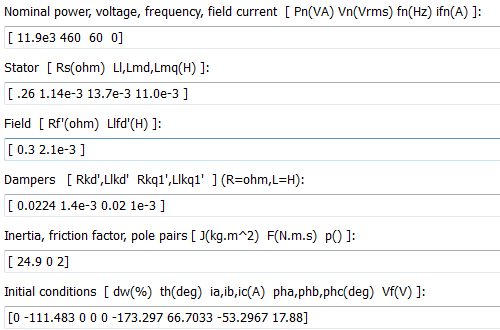 Nominal power, voltage, frequency, field current [ Pn(VA) Vn(Vrms) fn(Hz) ifn(A) ]:
[ 11.9e3 460 60 0]
Stator [ Rs(ohm) Ll,Lmd,Lmq(H) ]:
[ .26 1.14e-3 13.7e-3 11.0e-3 ]
Field [ Rf'(ohm) Llfd'(H) ]:
[ 0.3 2.1e-3 ]
Dampers [ Rkd',Llkd' Rkq1',Llkq1' ] (R=ohm,L=H):
[ 0.0224 1.4e-3 0.02 1e-3 ]
Inertia, friction factor, pole pairs [ J(kg.m^2) F(N.m.s) p() ]:
[ 24.9 0 2]
Initial conditions [ dw(%) th(deg) ia,ib,ic(A) pha,phb,phc(deg) Vf(V) ]:
[0 -111.483 0 0 0 -173.297 66.7033 -53.2967 17.88]